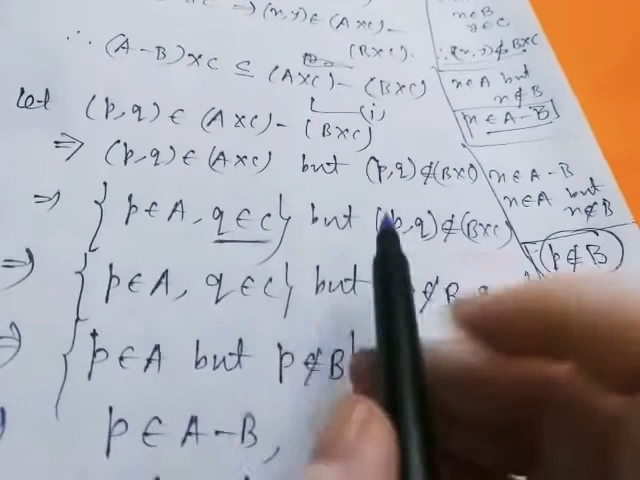 ⇒ (x,y) ∈ (A×C) –
(B×C).
∴ (A–B)×C ⊆ (A×C) – (B×C)
(i)
Let (p,q) ∈ (A×C) – (B×C)
⇒ (p,q) ∈ (A×C) but (p,q) ∉ (B×C)
⇒ { p∈A, q∈C} but (p,q) ∉ (B×C)
⇒ { p∈A, q∈C} but ∉ B
⇒ { p∈A but p∉B
p∈A–B,
x∈B
y∈C
∴ (x,y) ∉ B×C
x∈A but
x∉B
p∈A–B
x∈A–B
x∈A but
x∉B
p∉B